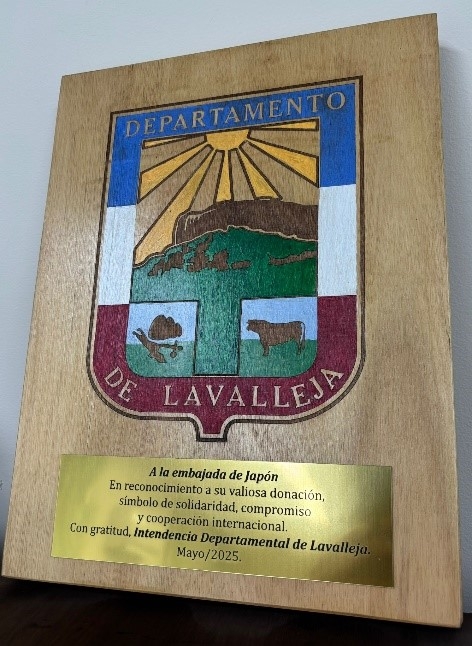 DEPARTAMENTO
DE LAVALLEJA
A la embajada de Japón
En reconocimiento a su valiosa donación,
símbolo de solidaridad, compromiso
y cooperación internacional.
Con gratitud, Intendencia Departamental de Lavalleja.
Mayo/2025.